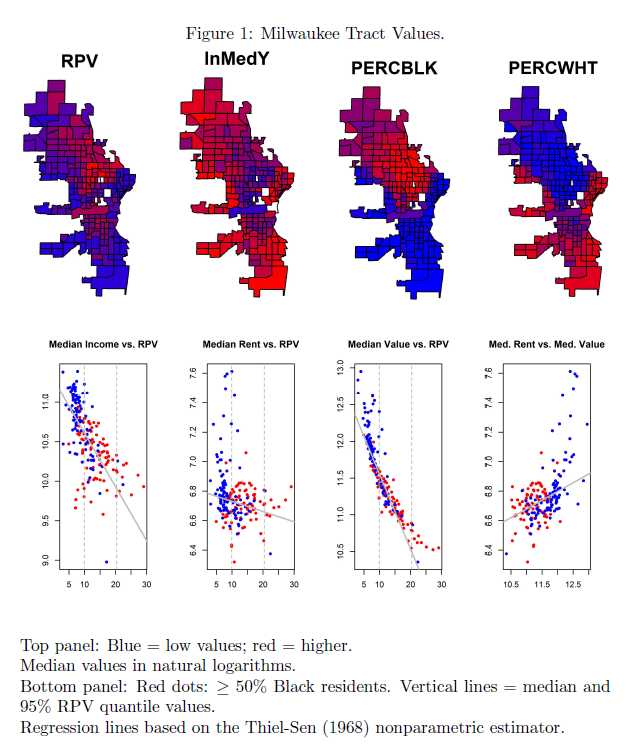 Figure 1: Milwaukee Tract Values.
RPV
lnMedY
PERCBLK
PERCWHT
Median Income vs. RPV
Median Rent vs. RPV
Median Value vs. RPV
Med. Rent vs. Med. Value
11.0
10.5
10.0
9.5
9.0
5 10 20 30
7.6
7.4
7.2
7.0
6.8
6.6
6.4
5 10 20 30
13.0
12.5
12.0
11.5
11.0
10.5
5 10 20 30
7.6
7.4
7.2
7.0
6.8
6.6
6.4
10.5 11.5 12.5
Top panel: Blue = low values; red = higher.
Median values in natural logarithms.
Bottom panel: Red dots: ≥ 50% Black residents. Vertical lines = median and
95% RPV quantile values.
Regression lines based on the Thiel-Sen (1968) nonparametric estimator.